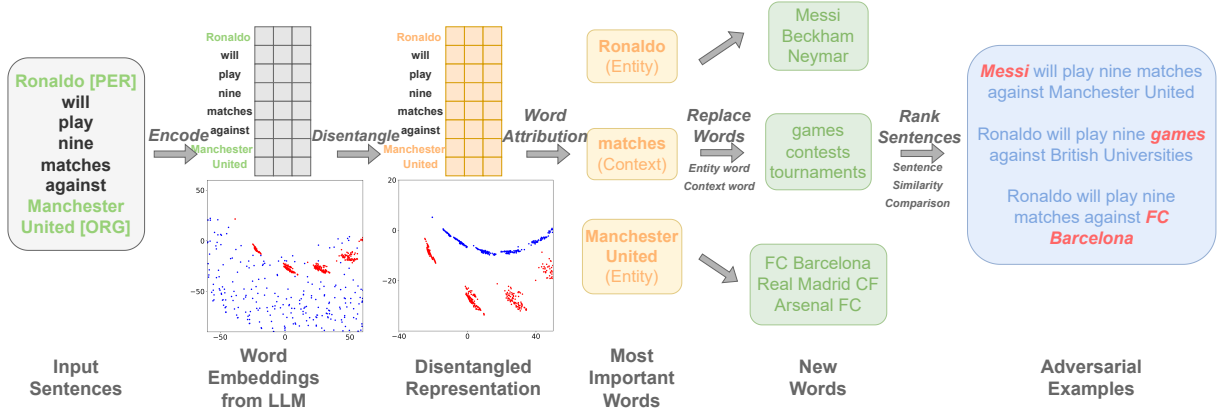 Ronaldo [PER]
will
play
nine
matches
against
Manchester
United [ORG]
Input
Sentences
Encode
Ronaldo
will
play
nine
matches
against
Manchester
United
50
0
−50
−50
0
50
Word
Embeddings
from LLM
Disentangle
Ronaldo
will
play
nine
matches
against
Manchester
United
20
0
−20
−40
−40
−20
0
20
40
Disentangled
Representation
Word
Attribution
Ronaldo
(Entity)
matches
(Context)
Manchester
United
(Entity)
Most
Important
Words
Replace
Words
Entity word
Context word
Messi
Beckham
Neymar
games
contests
tournaments
FC Barcelona
Real Madrid CF
Arsenal FC
New
Words
Rank
Sentences
Sentence
Similarity
Comparison
Messi will play nine matches
against Manchester United
Ronaldo will play nine games
against British Universities
Ronaldo will play nine
matches against FC
Barcelona
Adversarial
Examples